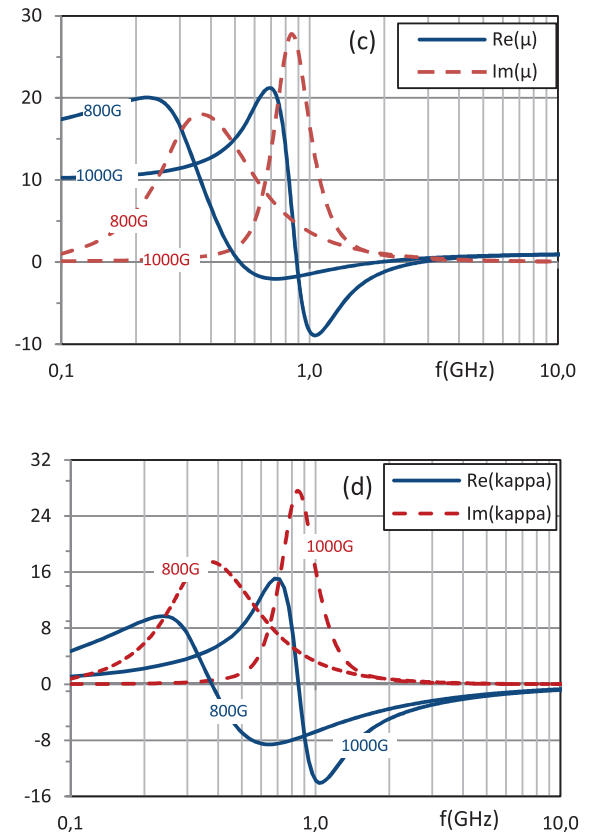 30
(c)
Re(µ)
Im(µ)
20
800G
10
1000G
800G
0
1000G
-10
0,1
1,0
f(GHz)
10,0
32
(d)
Re(kappa)
Im(kappa)
24
1000G
16
800G
8
0
800G
-8
1000G
-16
0,1
1,0
f(GHz)
10,0